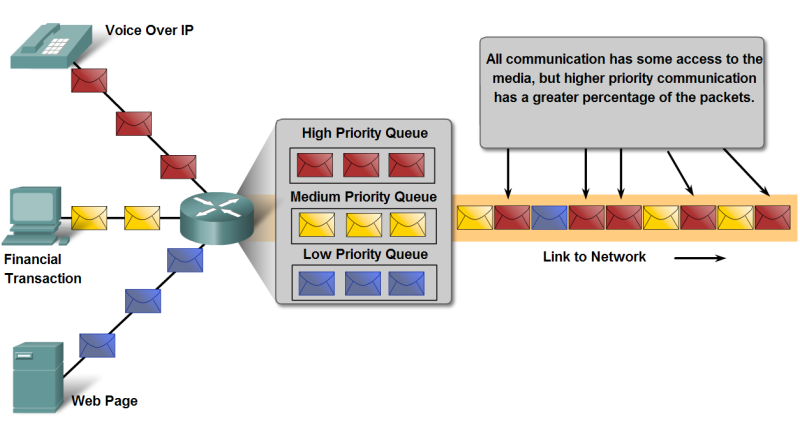 Voice Over IP
All communication has some access to the
media, but higher priority communication
has a greater percentage of the packets.
High Priority Queue
Medium Priority Queue
Low Priority Queue
Financial
Transaction
Link to Network
Web Page